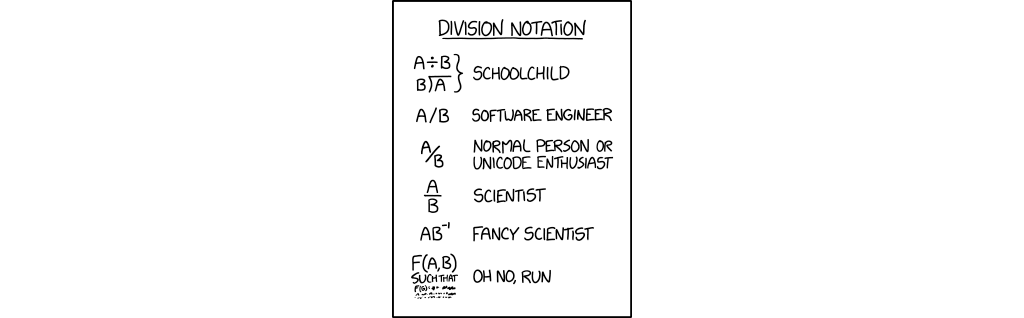 DIVISION NOTATION
A÷B
B)A
SCHOOLCHILD
A/B SOFTWARE ENGINEER
A/B NORMAL PERSON OR
UNICODE ENTHUSIAST
A
B
SCIENTIST
AB⁻¹ FANCY SCIENTIST
F(A,B)
SUCH THAT
OH NO, RUN